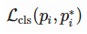 ℒcls(pᵢ, pᵢ*)